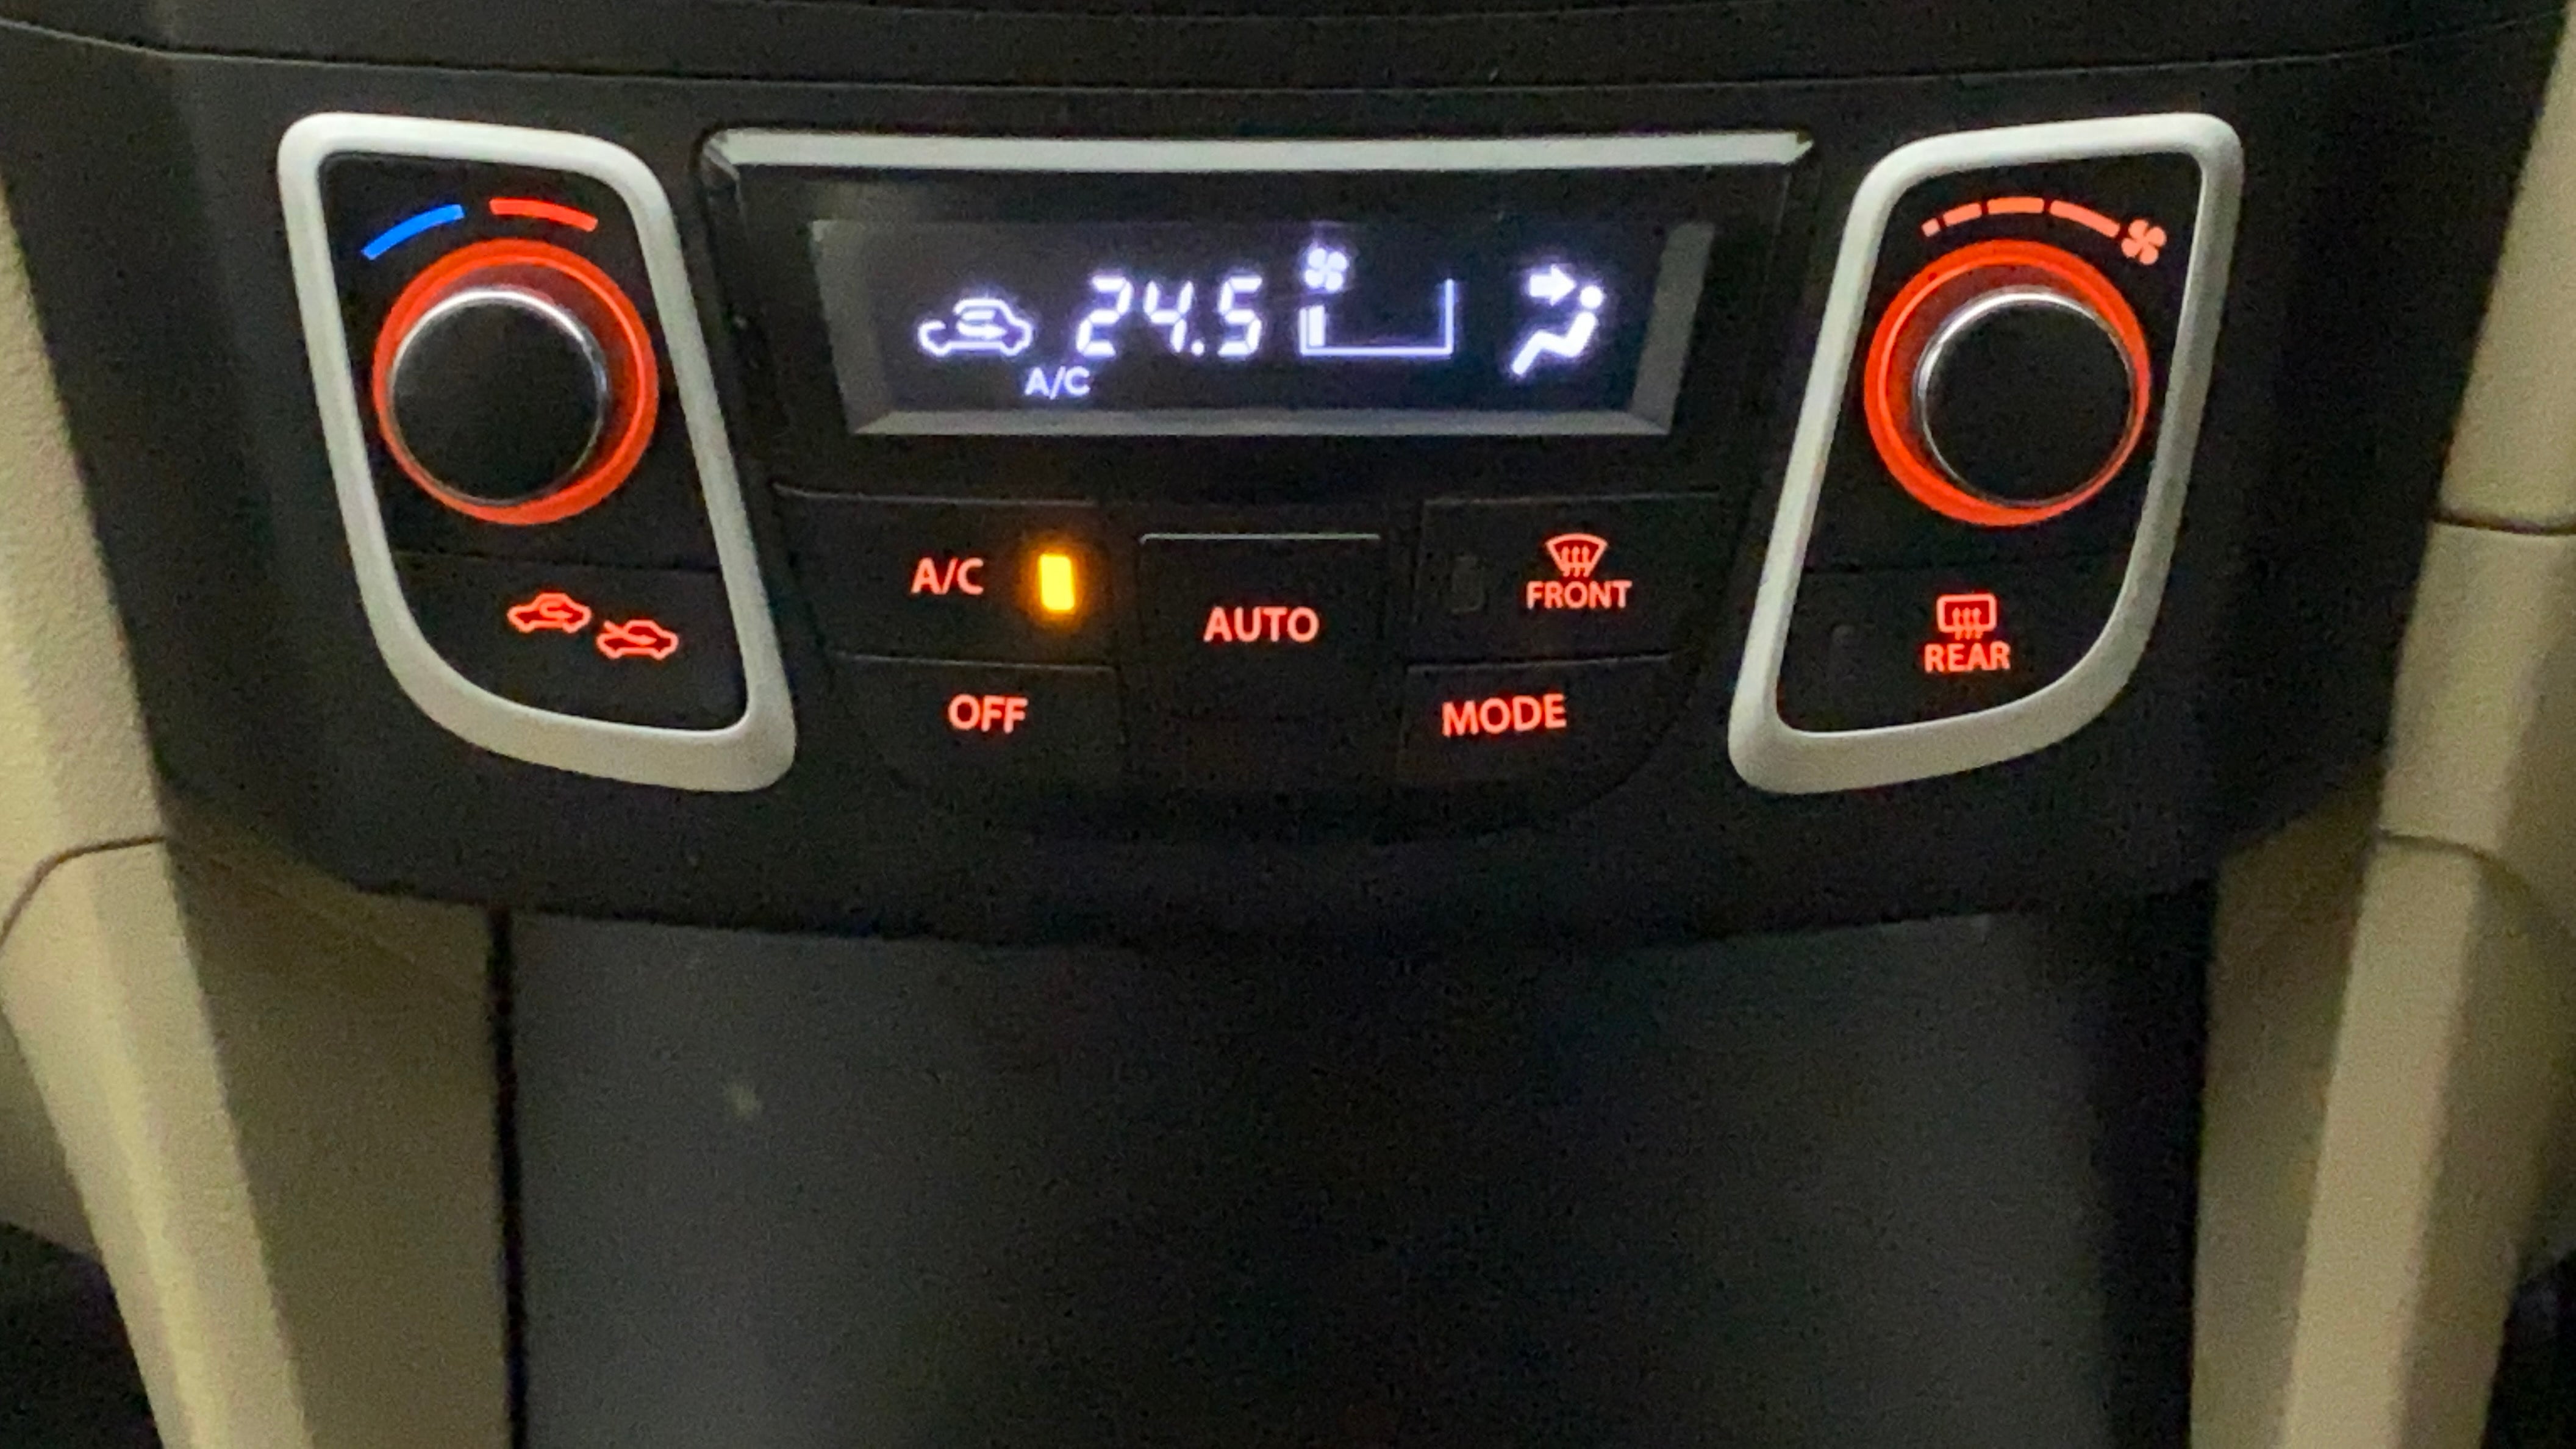 24.5
A/C
A/C
AUTO
FRONT
OFF
MODE
REAR